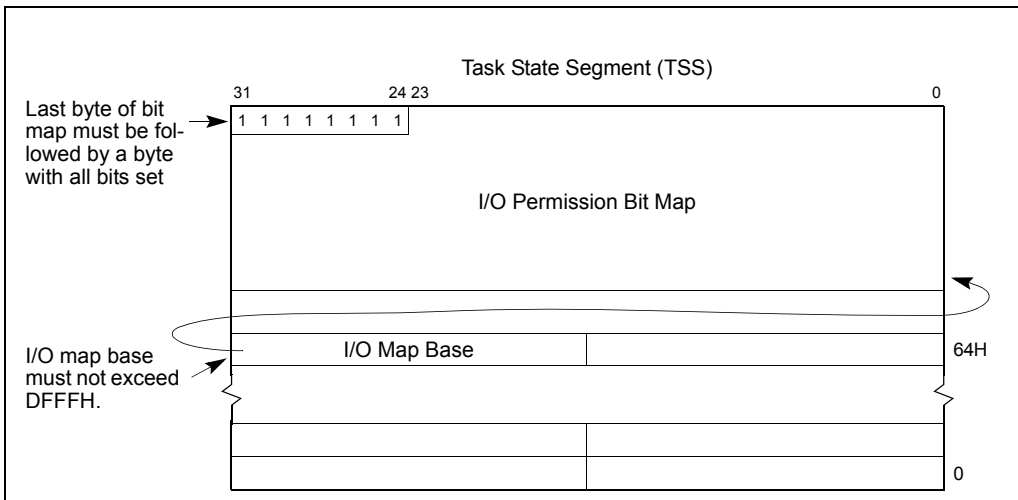 Task State Segment (TSS)
31
24 23
0
Last byte of bit
map must be fol-
lowed by a byte
with all bits set
1 1 1 1 1 1 1 1
I/O Permission Bit Map
I/O map base
must not exceed
DFFFH.
I/O Map Base
64H
0